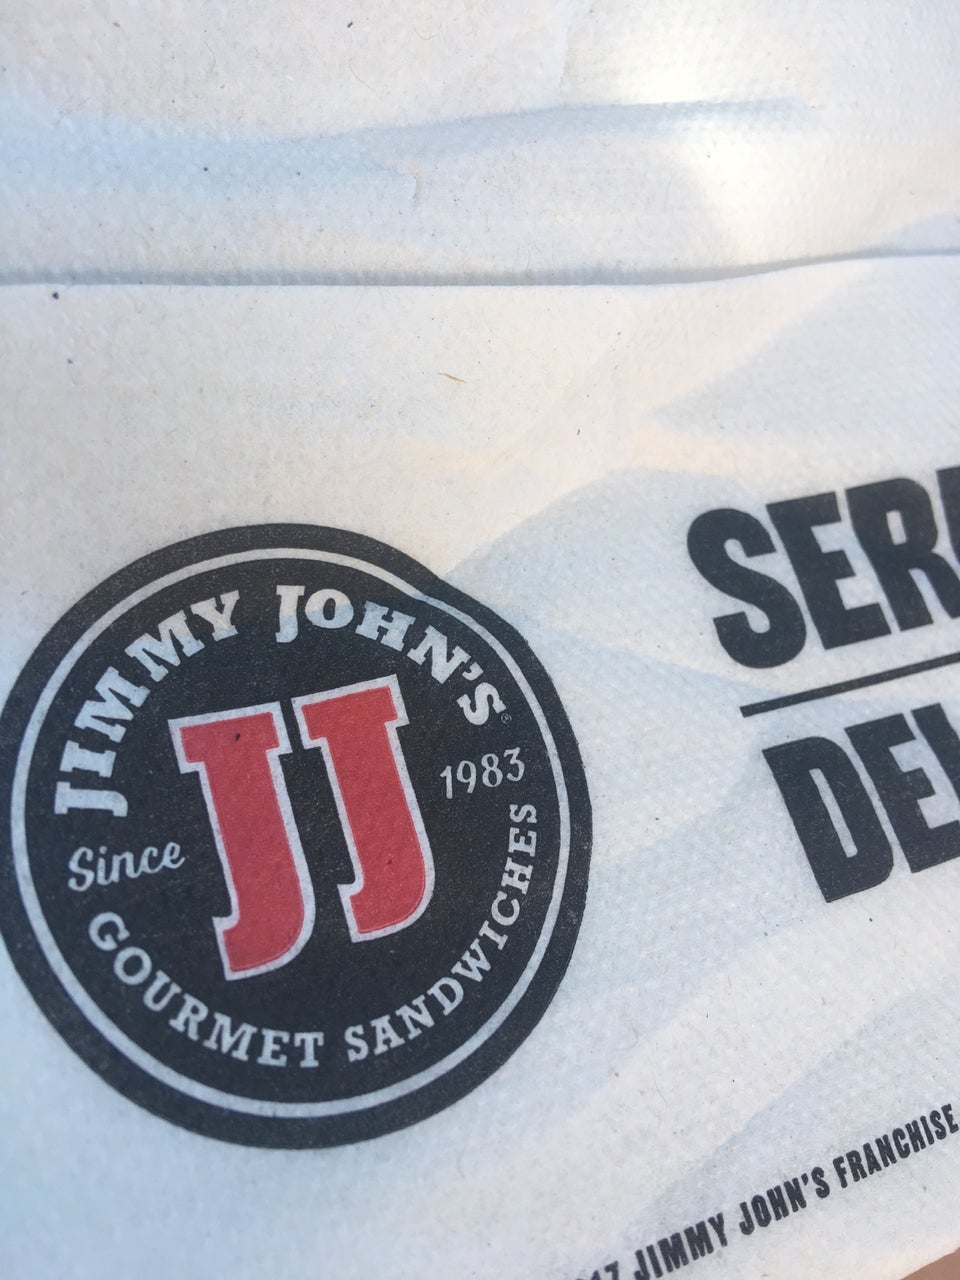 JIMMY JOHN'S®
Since 1983
JJ
GOURMET SANDWICHES
JIMMY JOHN'S FRANCHISE